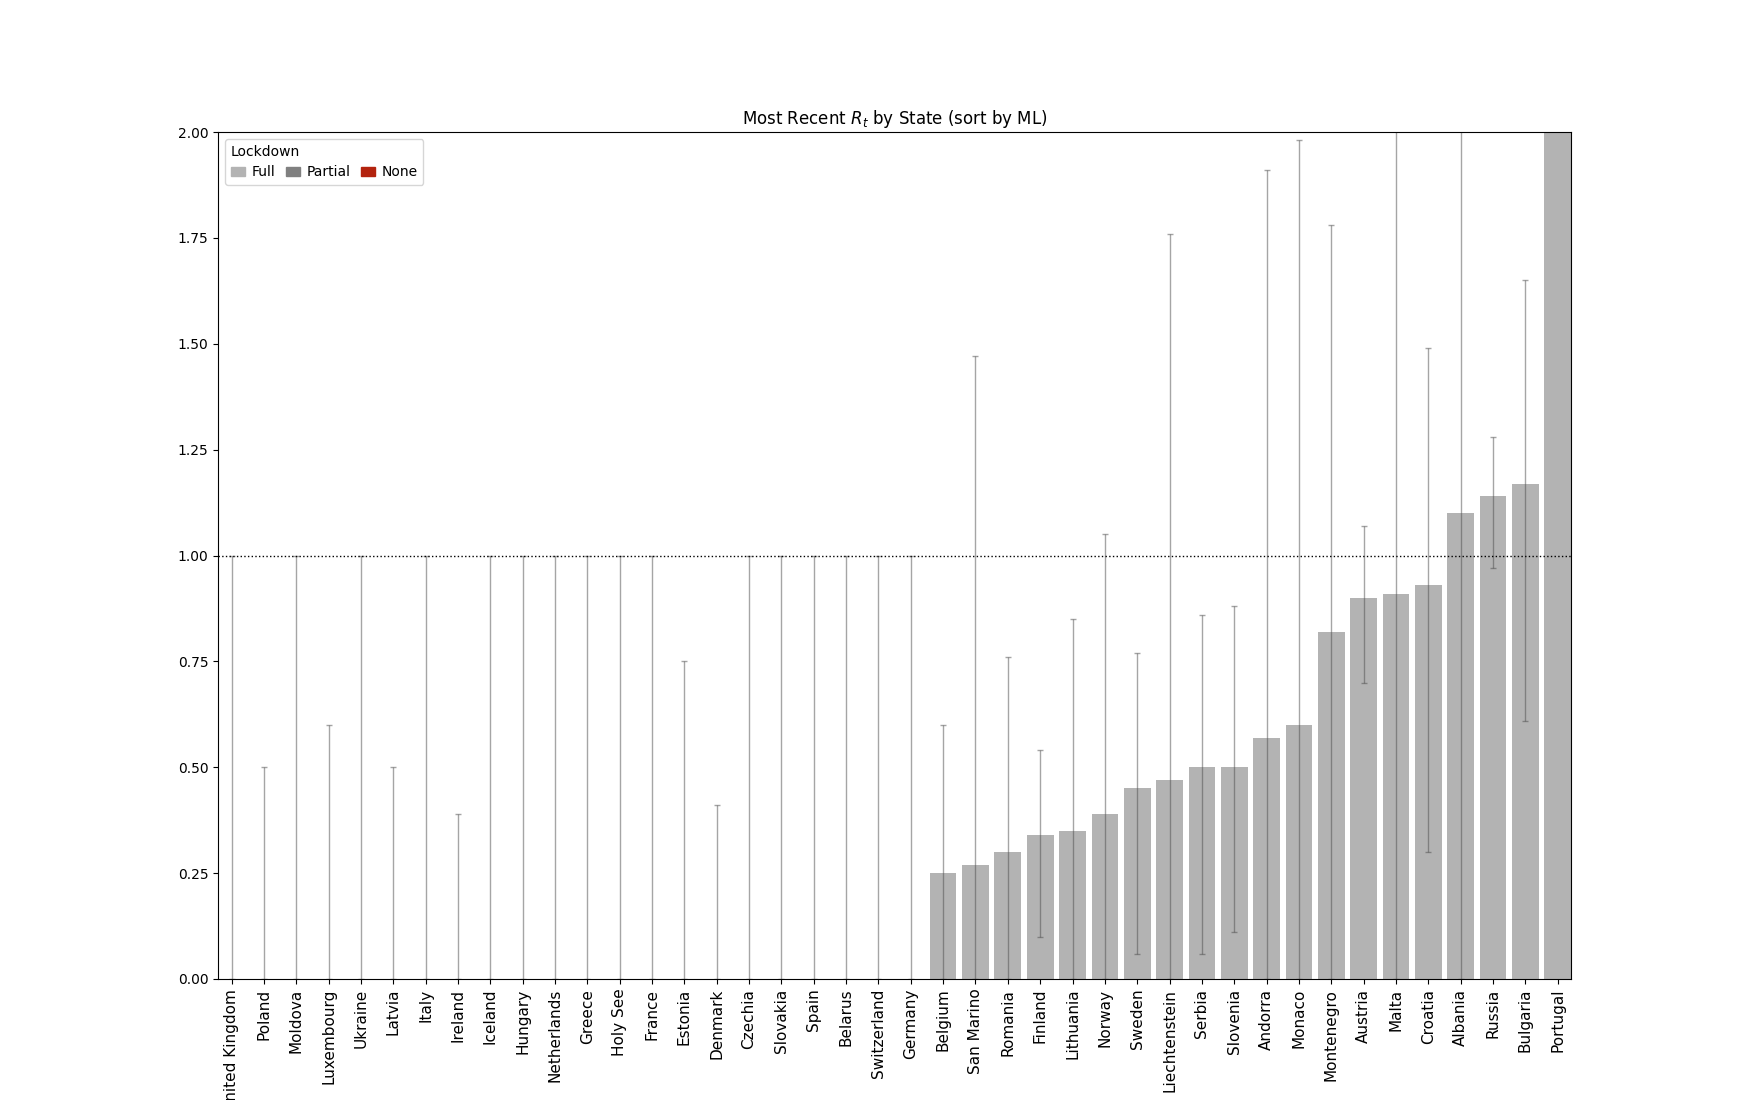 Most Recent R_t by State (sort by ML)
2.00
Lockdown
Full Partial None
1.75
1.50
1.25
1.00
0.75
0.50
0.25
0.00
nited Kingdom
Poland
Moldova
Luxembourg
Ukraine
Latvia
Italy
Ireland
Iceland
Hungary
Netherlands
Greece
Holy See
France
Estonia
Denmark
Czechia
Slovakia
Spain
Belarus
Switzerland
Germany
Belgium
San Marino
Romania
Finland
Lithuania
Norway
Sweden
Liechtenstein
Serbia
Slovenia
Andorra
Monaco
Montenegro
Austria
Malta
Croatia
Albania
Russia
Bulgaria
Portugal